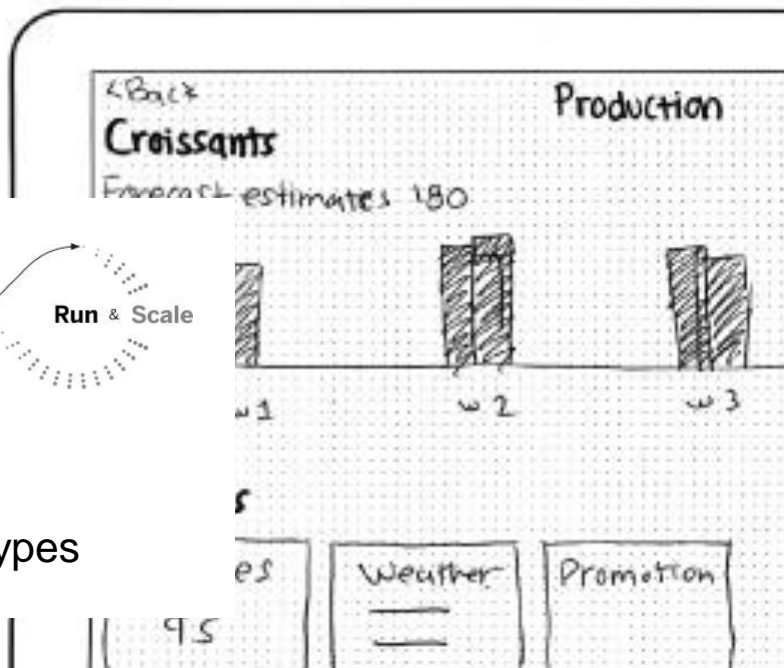 <Back
Production
Croissants
Forecast estimates 180
Run & Scale
w1
w2
w3
s
ypes
es
Weather
Promotion
95